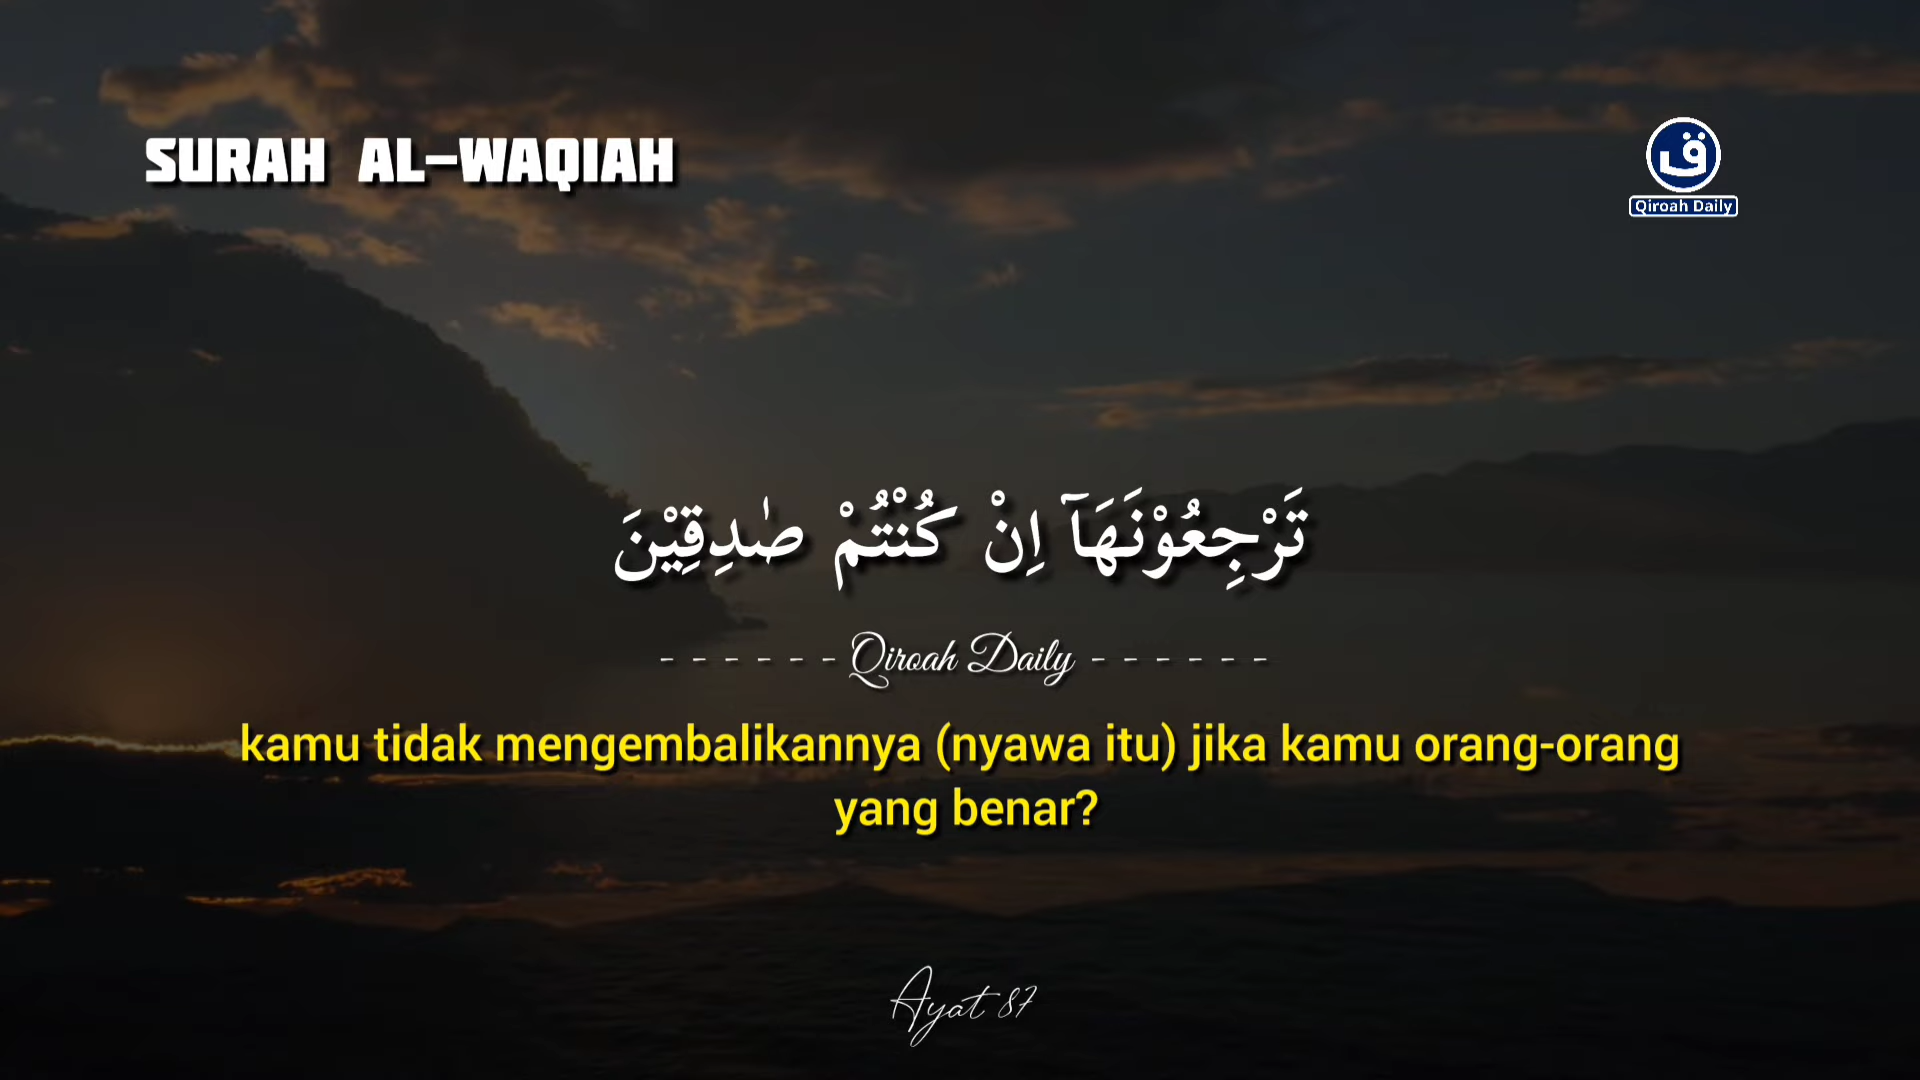 SURAH AL-WAQIAH
ق
Qiroah Daily
تَرْجِعُوْنَهَآ اِنْ كُنْتُمْ صٰدِقِيْنَ
- - - - - - Qiroah Daily - - - - - -
kamu tidak mengembalikannya (nyawa itu) jika kamu orang-orang
yang benar?
Ayat 87